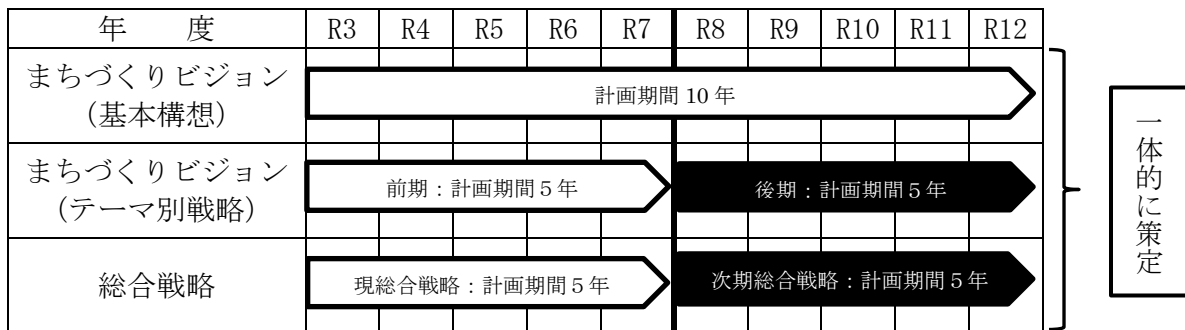 年　度 R3 R4 R5 R6 R7 R8 R9 R10 R11 R12
まちづくりビジョン
(基本構想)
計画期間 10 年
まちづくりビジョン
(テーマ別戦略)
前期：計画期間５年
後期：計画期間５年
総合戦略
現総合戦略：計画期間５年
次期総合戦略：計画期間５年
一体的に策定